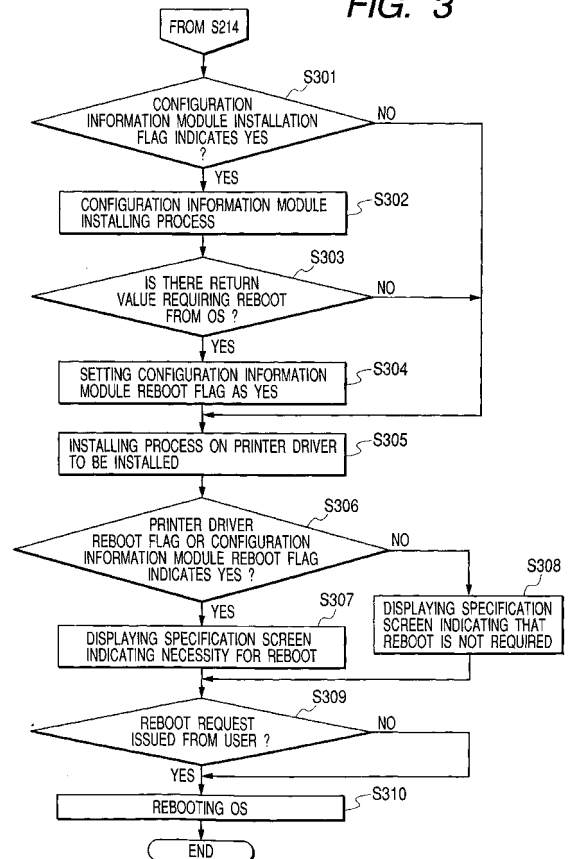 FIG. 3
FROM S214
S301
CONFIGURATION
INFORMATION MODULE INSTALLATION
FLAG INDICATES YES
?
NO
YES
CONFIGURATION INFORMATION MODULE
INSTALLING PROCESS
S302
S303
IS THERE RETURN
VALUE REQUIRING REBOOT
FROM OS ?
NO
YES
SETTING CONFIGURATION INFORMATION
MODULE REBOOT FLAG AS YES
S304
INSTALLING PROCESS ON PRINTER DRIVER
TO BE INSTALLED
S305
S306
PRINTER DRIVER
REBOOT FLAG OR CONFIGURATION
INFORMATION MODULE REBOOT FLAG
INDICATES YES ?
NO
YES
S307
DISPLAYING SPECIFICATION SCREEN
INDICATING NECESSITY FOR REBOOT
S308
DISPLAYING SPECIFICATION
SCREEN INDICATING THAT
REBOOT IS NOT REQUIRED
S309
REBOOT REQUEST
ISSUED FROM USER ?
NO
YES
REBOOTING OS
S310
END